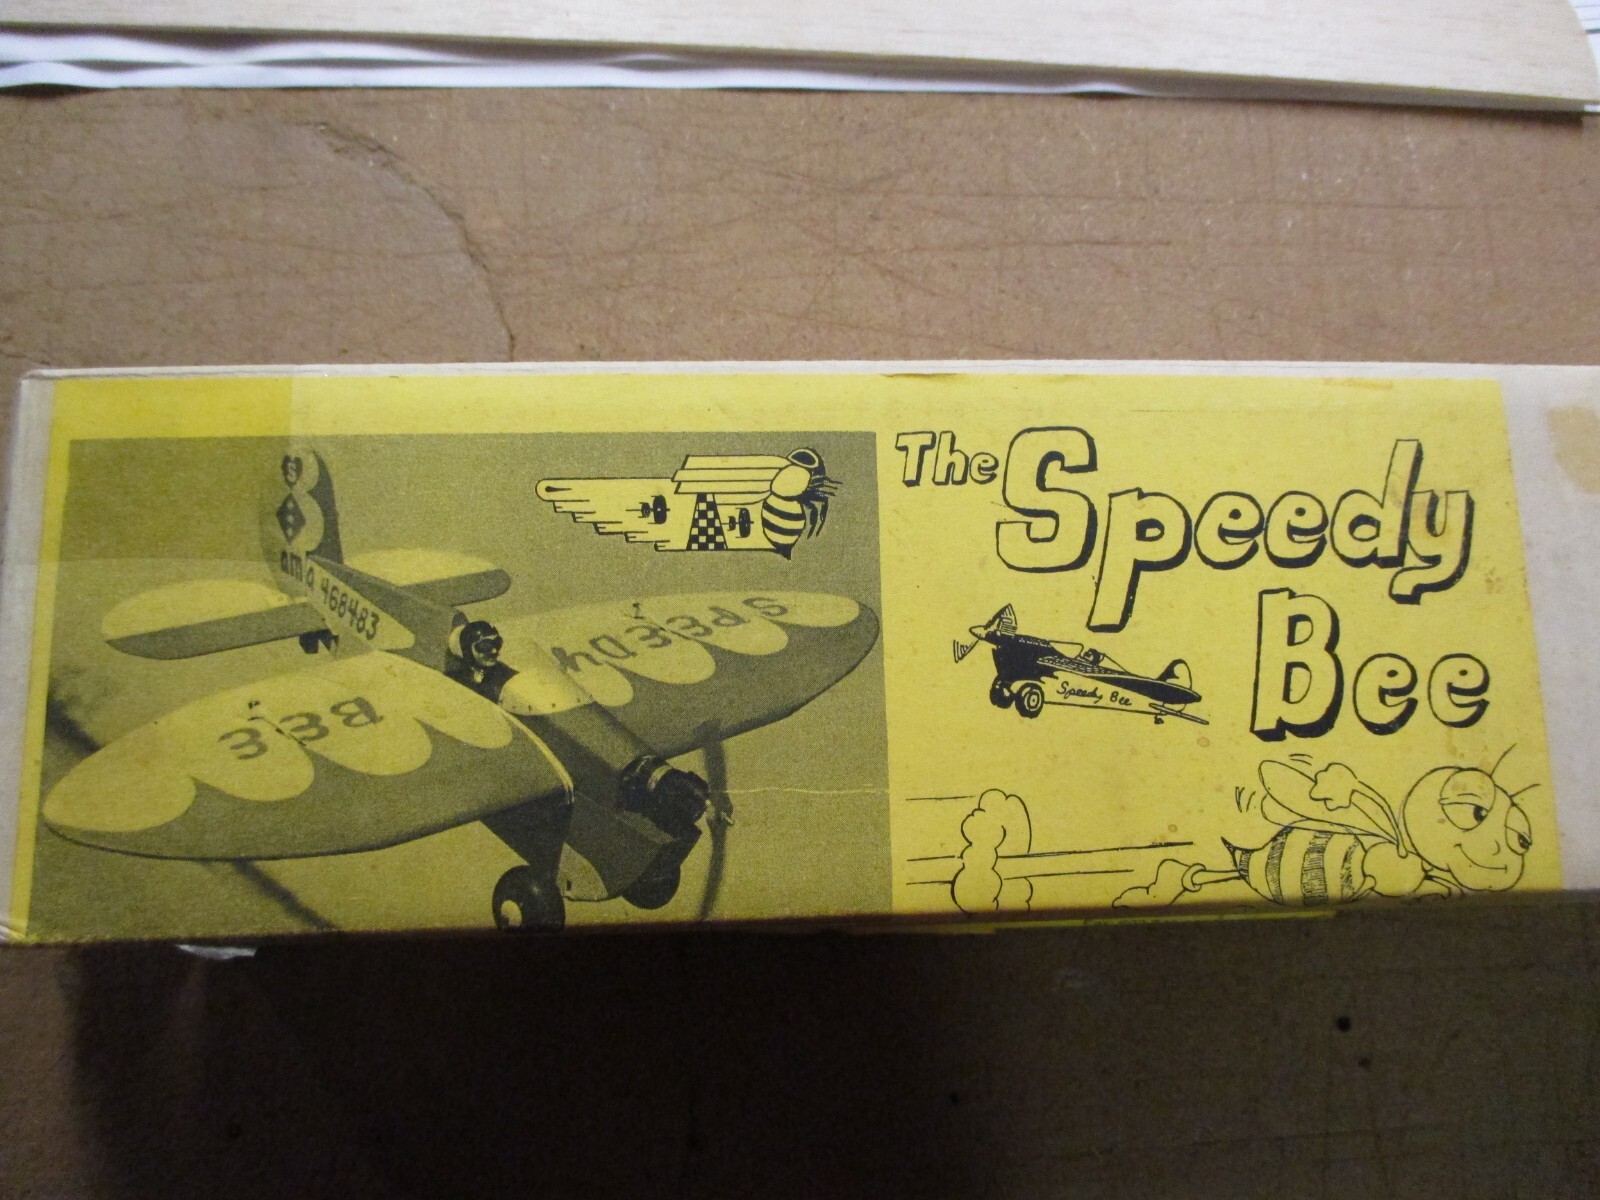 The Speedy
Bee
Speedy Bee
S
ama 468483
SPEEDY
BEE